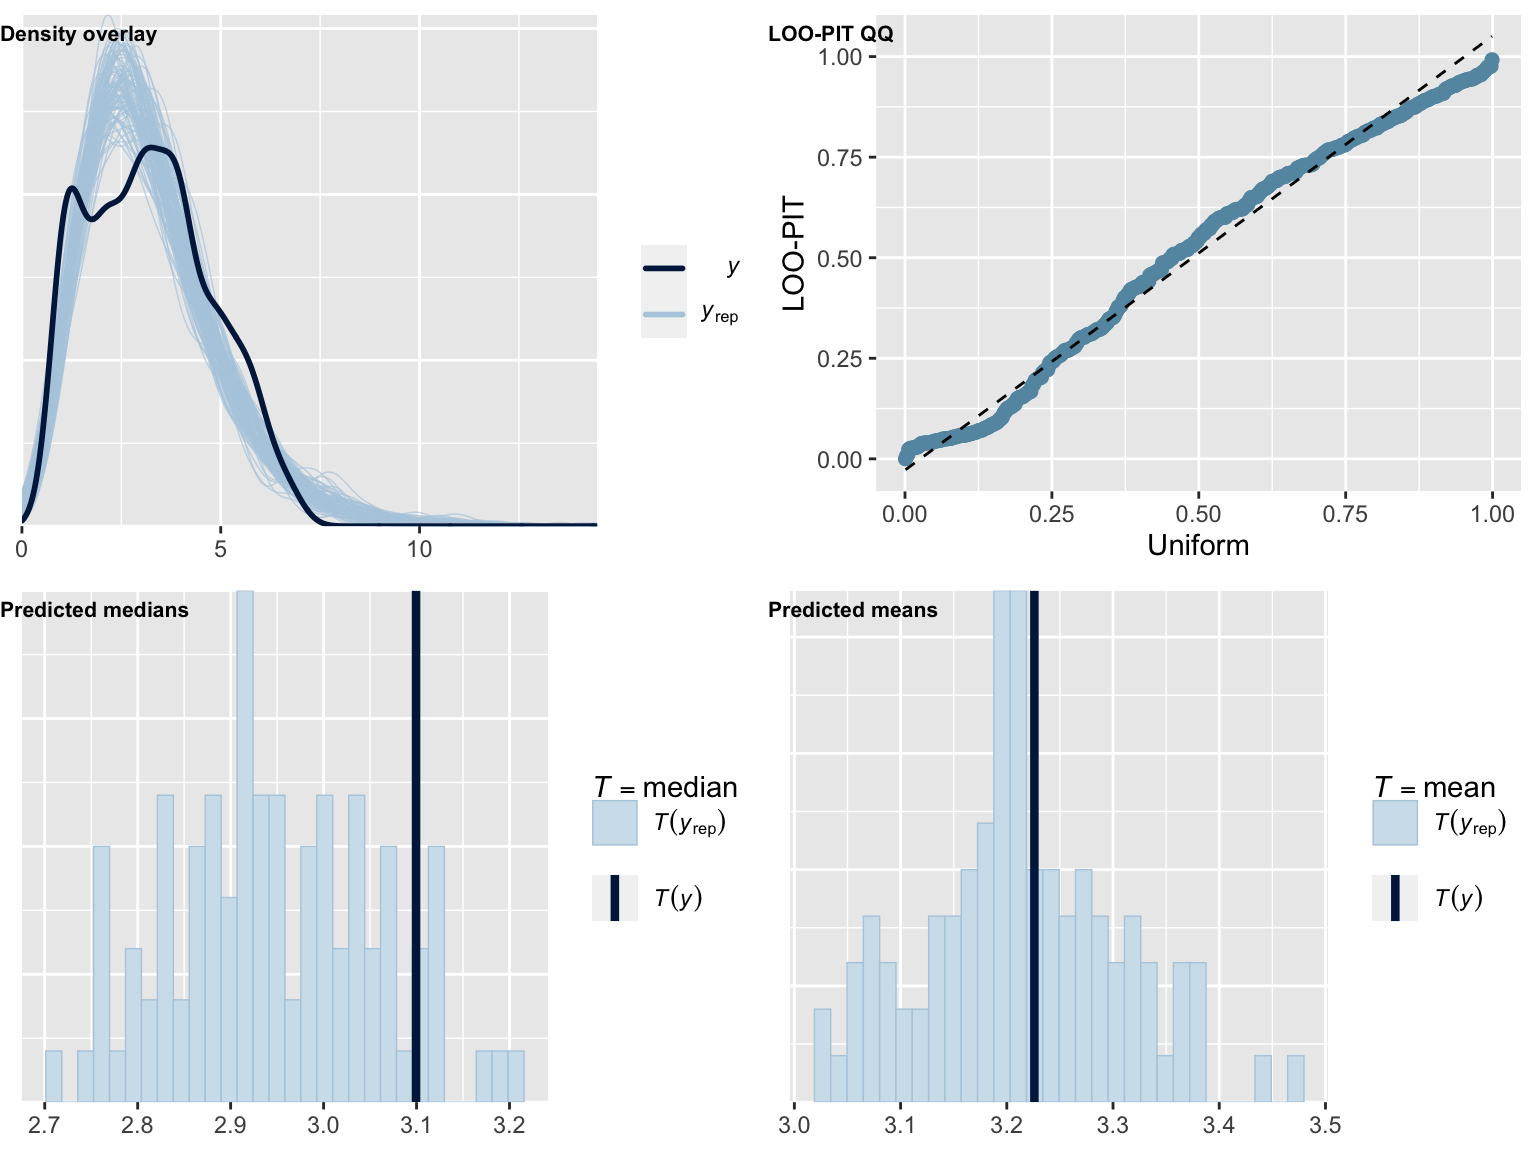 Density overlay
y
yrep
0 5 10
LOO-PIT QQ
1.00
0.75
0.50
0.25
0.00
LOO-PIT
0.00 0.25 0.50 0.75 1.00
Uniform
Predicted medians
T = median
T(yrep)
T(y)
2.7 2.8 2.9 3.0 3.1 3.2
Predicted means
T = mean
T(yrep)
T(y)
3.0 3.1 3.2 3.3 3.4 3.5